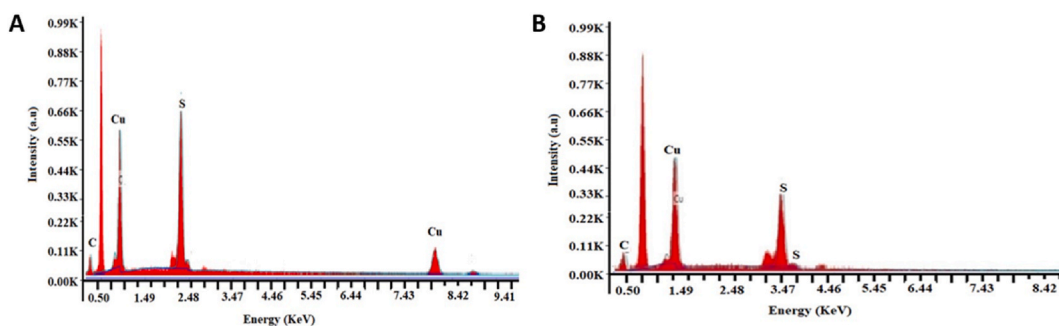 A
0.99K
0.88K
0.77K
0.66K
0.55K
0.44K
0.33K
0.22K
0.11K
0.00K
Intensity (a.u)
C
Cu
S
Cu
0.50 1.49 2.48 3.47 4.46 5.45 6.44 7.43 8.42 9.41
Energy (KeV)
B
0.99K
0.88K
0.77K
0.66K
0.55K
0.44K
0.33K
0.22K
0.11K
0.00K
Intensity (a.u)
C
Cu
Cu
S
S
0.50 1.49 2.48 3.47 4.46 5.45 6.44 7.43 8.42
Energy (KeV)